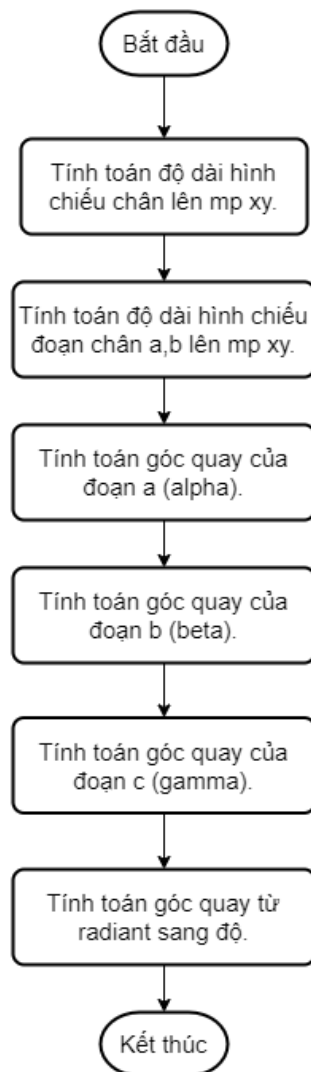 Bắt đầu
Tính toán độ dài hình
chiếu chân lên mp xy.
Tính toán độ dài hình chiếu
đoạn chân a,b lên mp xy.
Tính toán góc quay của
đoạn a (alpha).
Tính toán góc quay của
đoạn b (beta).
Tính toán góc quay của
đoạn c (gamma).
Tính toán góc quay từ
radiant sang độ.
Kết thúc